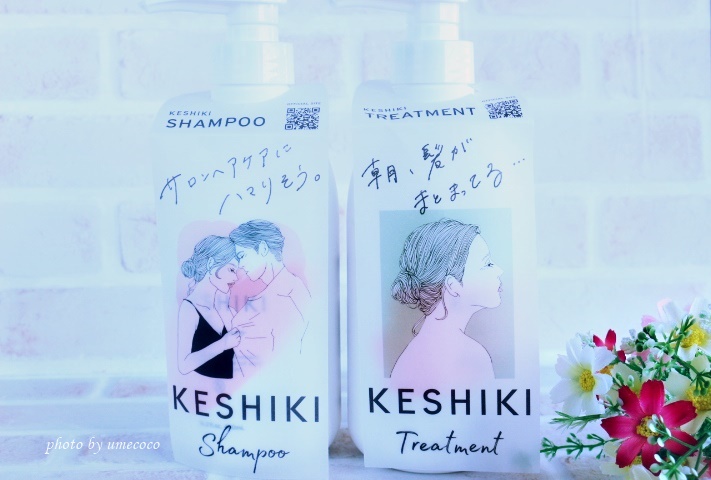 KESHIKI
SHAMPOO
サロンヘアケアに
ハマりそう。
KESHIKI
Shampoo
KESHIKI
TREATMENT
朝、髪が
まとまってる…
KESHIKI
Treatment
photo by umecoco